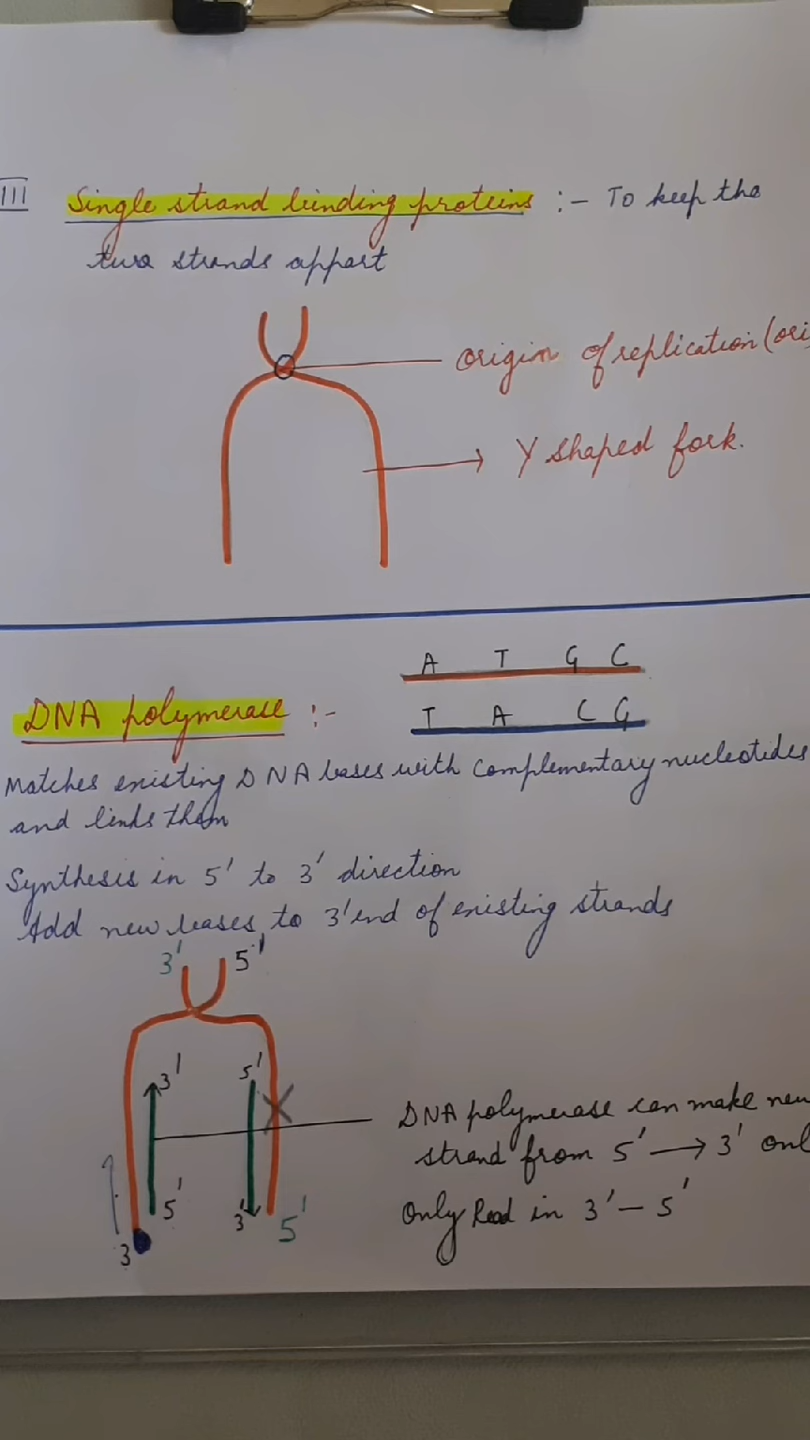 III Single strand binding proteins :- To keep the
two strands appart
origin of replication (ori
Y shaped fork.
A T G C
DNA polymerase :-
T A C G
Matches existing DNA bases with complementary nucleotides
and links them
Synthesis in 5' to 3' direction
Add new bases to 3' end of existing strands
3' 5'
3' 5'
DNA polymerase can make new
strand from 5' → 3' onl
5' 3' 5'
only Read in 3' - 5'
3